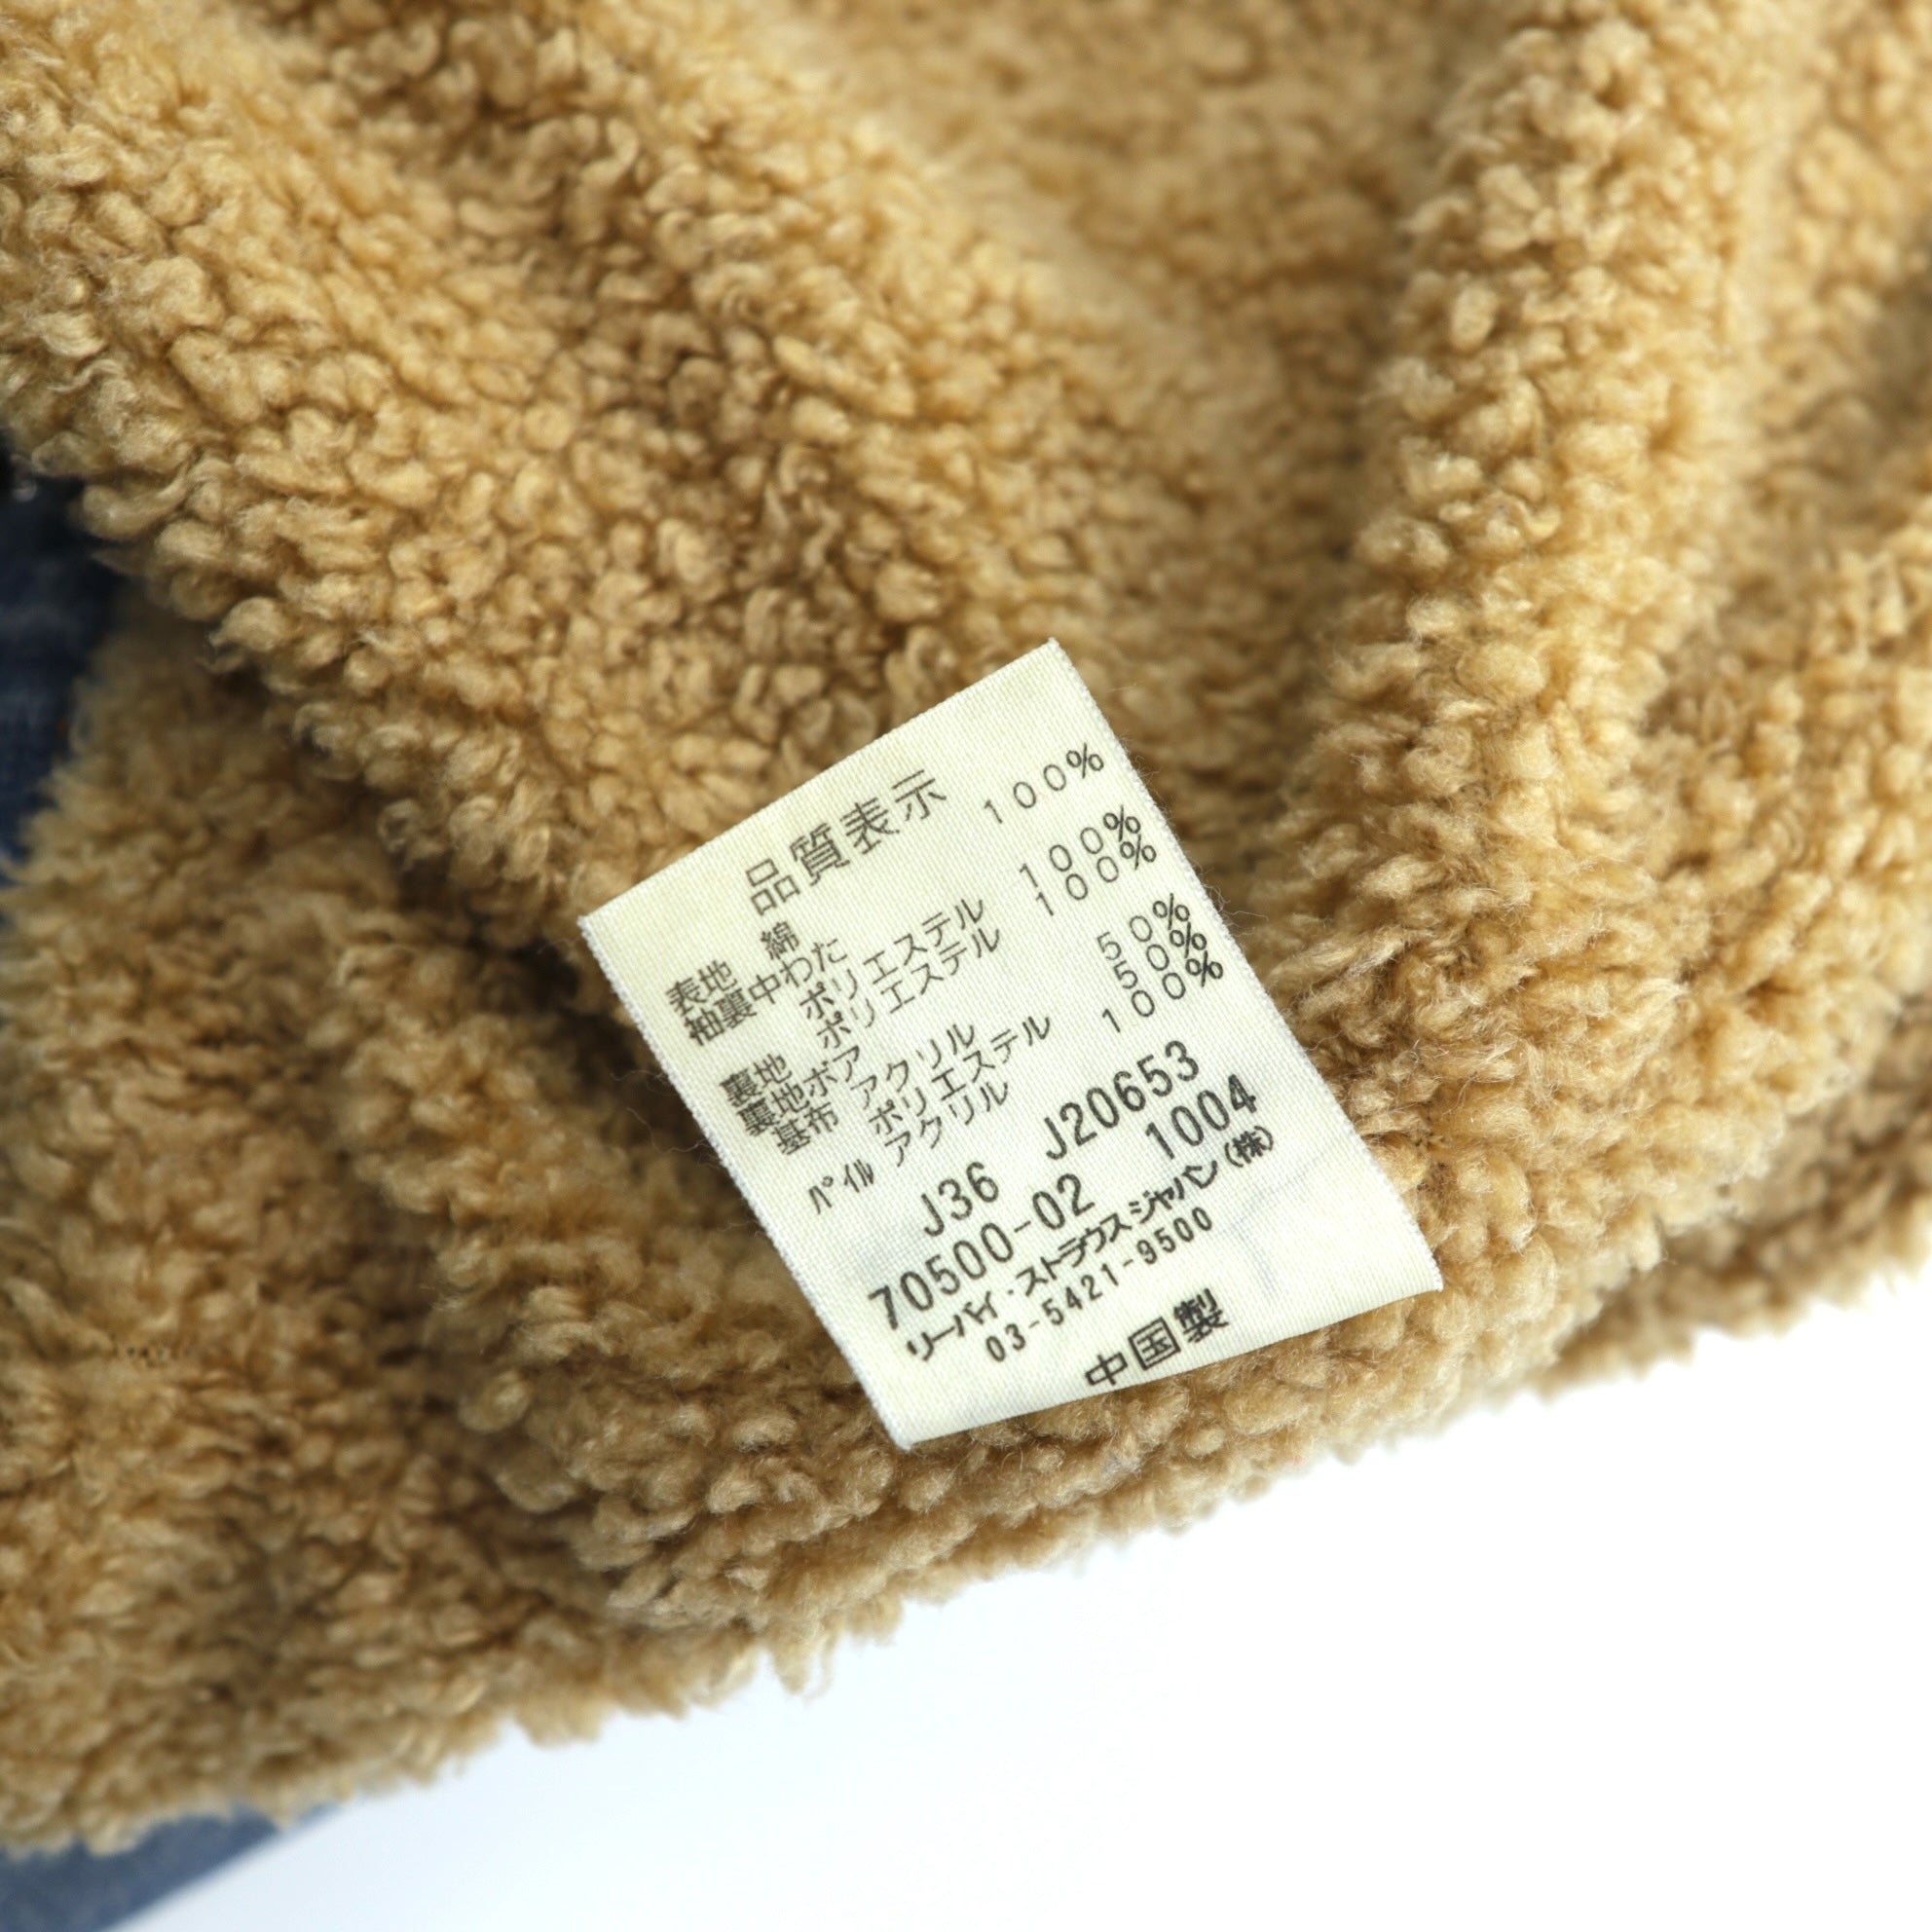 品質表示
表地 綿 100%
袖裏中わた
ポリエステル 100%
ポリエステル 100%
裏地
裏地ボア
基布 アクリル 50%
ポリエステル 50%
パイル アクリル 100%
J36 J20653
70500-02 1004
リーバイ・ストラウス ジャパン(株)
03-5421-9500
中国製